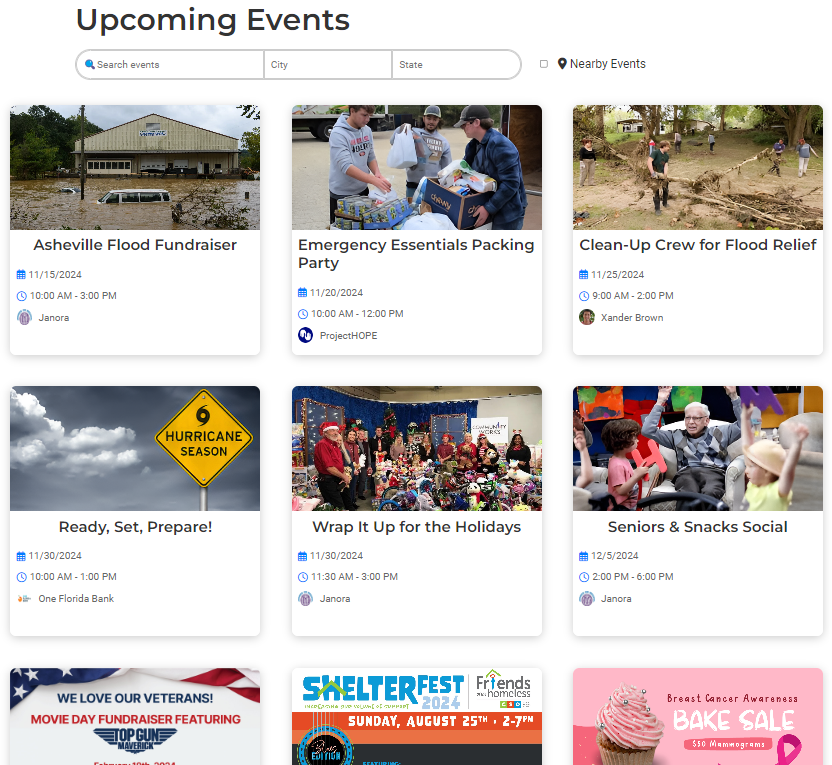 Upcoming Events
Search events
City
State
Nearby Events
Asheville Flood Fundraiser
11/15/2024
10:00 AM - 3:00 PM
Janora
Emergency Essentials Packing
Party
11/20/2024
10:00 AM - 12:00 PM
ProjectHOPE
Clean-Up Crew for Flood Relief
11/25/2024
9:00 AM - 2:00 PM
Xander Brown
HURRICANE
SEASON
Ready, Set, Prepare!
11/30/2024
10:00 AM - 1:00 PM
One Florida Bank
COMMUNITY
WORKS
Wrap It Up for the Holidays
11/30/2024
11:30 AM - 3:00 PM
Janora
Seniors & Snacks Social
12/5/2024
2:00 PM - 6:00 PM
Janora
WE LOVE OUR VETERANS!
MOVIE DAY FUNDRAISER FEATURING
TOP GUN
MAVERICK
SHELTERFEST
2024
Friends
homeless
SUNDAY, AUGUST 25TH • 2-7PM
Blue
EDITION
FEATURING:
Breast Cancer Awareness
BAKE SALE
$50 Mammograms